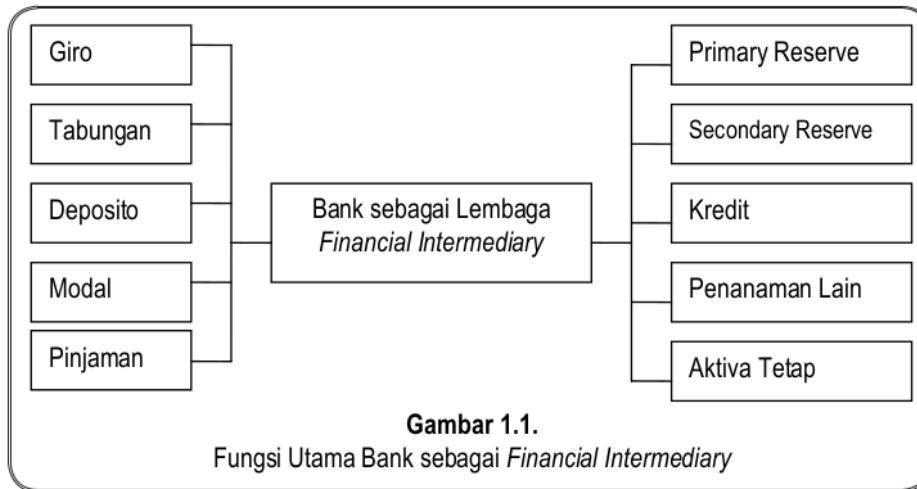 Giro
Tabungan
Deposito
Modal
Pinjaman
Bank sebagai Lembaga
Financial Intermediary
Primary Reserve
Secondary Reserve
Kredit
Penanaman Lain
Aktiva Tetap
Gambar 1.1.
Fungsi Utama Bank sebagai Financial Intermediary